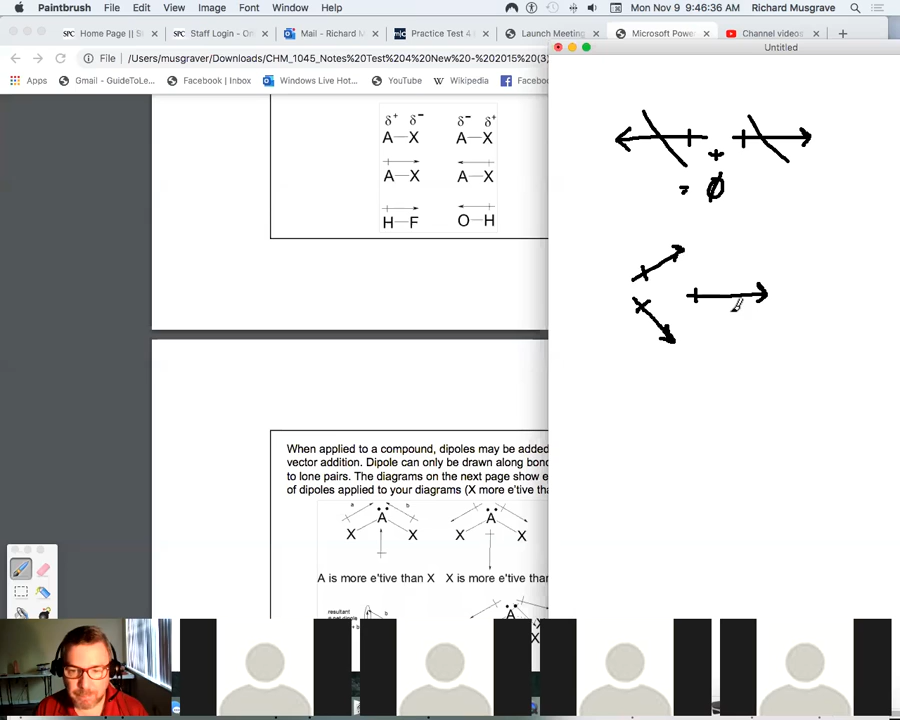 Paintbrush File Edit View Image Font Window Help Mon Nov 9 9:46:36 AM Richard Musgrave
Home Page || S Staff Login - Or Mail - Richard M Practice Test 4 Launch Meeting Microsoft Power Channel videos
File /Users/musgraver/Downloads/CHM_1045_Notes%20Test%204%20New%20-%202015%20(3)
Apps Gmail - GuideToLe... Facebook | Inbox Windows Live Hot... YouTube Wikipedia Facebo
Untitled
δ+ δ- δ- δ+
A—X A—X
A—X A—X
H—F O—H
+
= Ø
When applied to a compound, dipoles may be added
vector addition. Dipole can only be drawn along bon
to lone pairs. The diagrams on the next page show e
of dipoles applied to your diagrams (X more e'tive tha
a b
A A
X X X X
A is more e'tive than X X is more e'tive than
resultant b
A
X